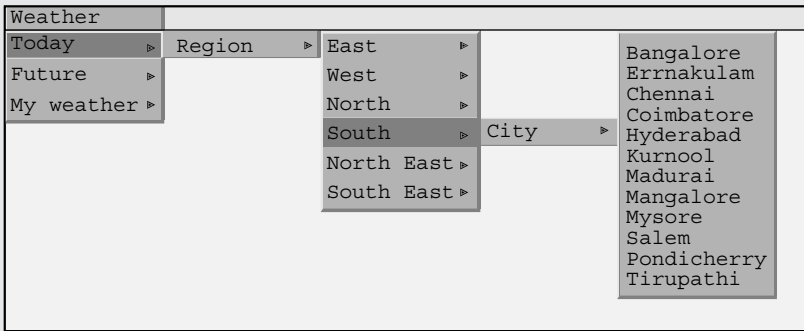 Weather
Today
Future
My weather
Region
East
West
North
South
North East
South East
City
Bangalore
Errnakulam
Chennai
Coimbatore
Hyderabad
Kurnool
Madurai
Mangalore
Mysore
Salem
Pondicherry
Tirupathi